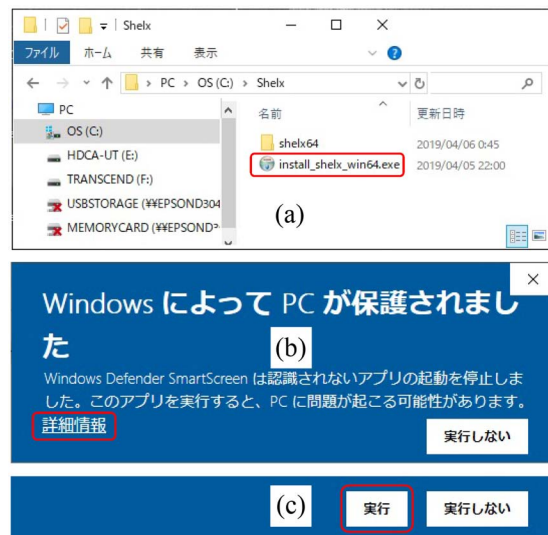 Shelx
ファイル ホーム 共有 表示
PC > OS (C:) > Shelx
PC
OS (C:)
HDCA-UT (E:)
TRANSCEND (F:)
USBSTORAGE (¥¥EPSOND304
MEMORYCARD (¥¥EPSOND
名前 更新日時
shelx64 2019/04/06 0:45
install_shelx_win64.exe 2019/04/05 22:00
(a)
Windows によって PC が保護されまし
た
(b)
Windows Defender SmartScreen は認識されないアプリの起動を停止しま
した。このアプリを実行すると、PC に問題が起こる可能性があります。
詳細情報
実行しない
(c)
実行 実行しない